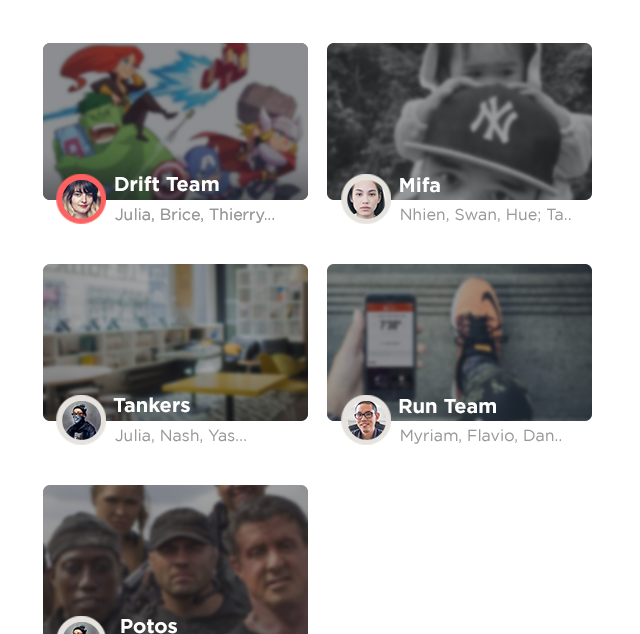 Drift Team
Julia, Brice, Thierry...
NY
Mifa
Nhien, Swan, Hue; Ta..
Tankers
Julia, Nash, Yas...
Run Team
Myriam, Flavio, Dan..
Potos